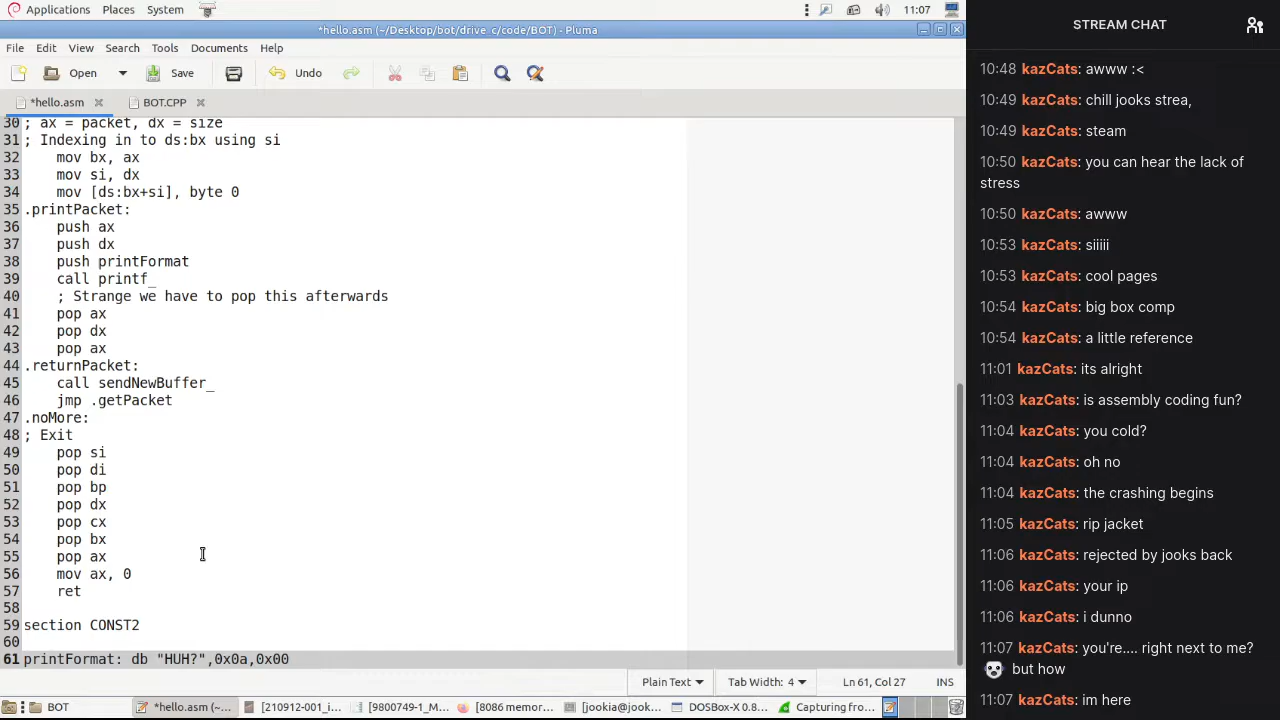 Applications Places System 11:07
*hello.asm (~/Desktop/bot/drive_c/code/BOT) - Pluma
File Edit View Search Tools Documents Help
Open Save Undo
*hello.asm BOT.CPP
30 ; ax = packet, dx = size
31 ; Indexing in to ds:bx using si
32 mov bx, ax
33 mov si, dx
34 mov [ds:bx+si], byte 0
35 .printPacket:
36 push ax
37 push dx
38 push printFormat
39 call printf_
40 ; Strange we have to pop this afterwards
41 pop ax
42 pop dx
43 pop ax
44 .returnPacket:
45 call sendNewBuffer_
46 jmp .getPacket
47 .noMore:
48 ; Exit
49 pop si
50 pop di
51 pop bp
52 pop dx
53 pop cx
54 pop bx
55 pop ax
56 mov ax, 0
57 ret
58
59 section CONST2
60
61 printFormat: db "HUH?",0x0a,0x00
Plain Text Tab Width: 4 Ln 61, Col 27 INS
BOT *hello.asm (~... [210912-001_i... 5800749-1_M... [8086 memor... [jookia@jook... DOSBox-X 0.8... Capturing fro...
STREAM CHAT
10:48 kazCats: awww :<
10:49 kazCats: chill jooks strea,
10:49 kazCats: steam
10:50 kazCats: you can hear the lack of
stress
10:50 kazCats: awww
10:53 kazCats: siiiii
10:53 kazCats: cool pages
10:54 kazCats: big box comp
10:54 kazCats: a little reference
11:01 kazCats: its alright
11:03 kazCats: is assembly coding fun?
11:04 kazCats: you cold?
11:04 kazCats: oh no
11:04 kazCats: the crashing begins
11:05 kazCats: rip jacket
11:06 kazCats: rejected by jooks back
11:06 kazCats: your ip
11:06 kazCats: i dunno
11:07 kazCats: you're.... right next to me?
but how
11:07 kazCats: im here